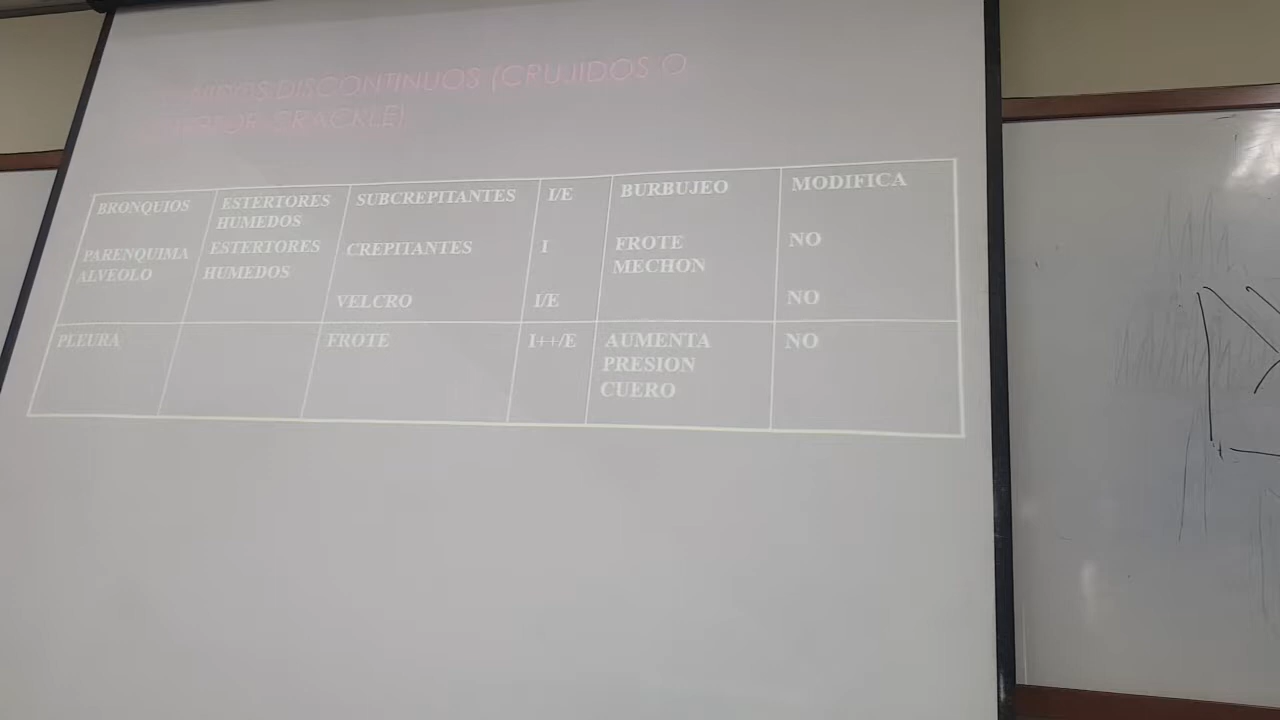 DISCONTINUOS (CRUJIDOS O
CRACKLE)
BRONQUIOS ESTERTORES HUMEDOS SUBCREPITANTES I/E BURBUJEO MODIFICA
PARENQUIMA ALVEOLO ESTERTORES HUMEDOS CREPITANTES I FROTE MECHON NO
VELCRO I/E NO
PLEURA FROTE I++/E AUMENTA PRESION CUERO NO